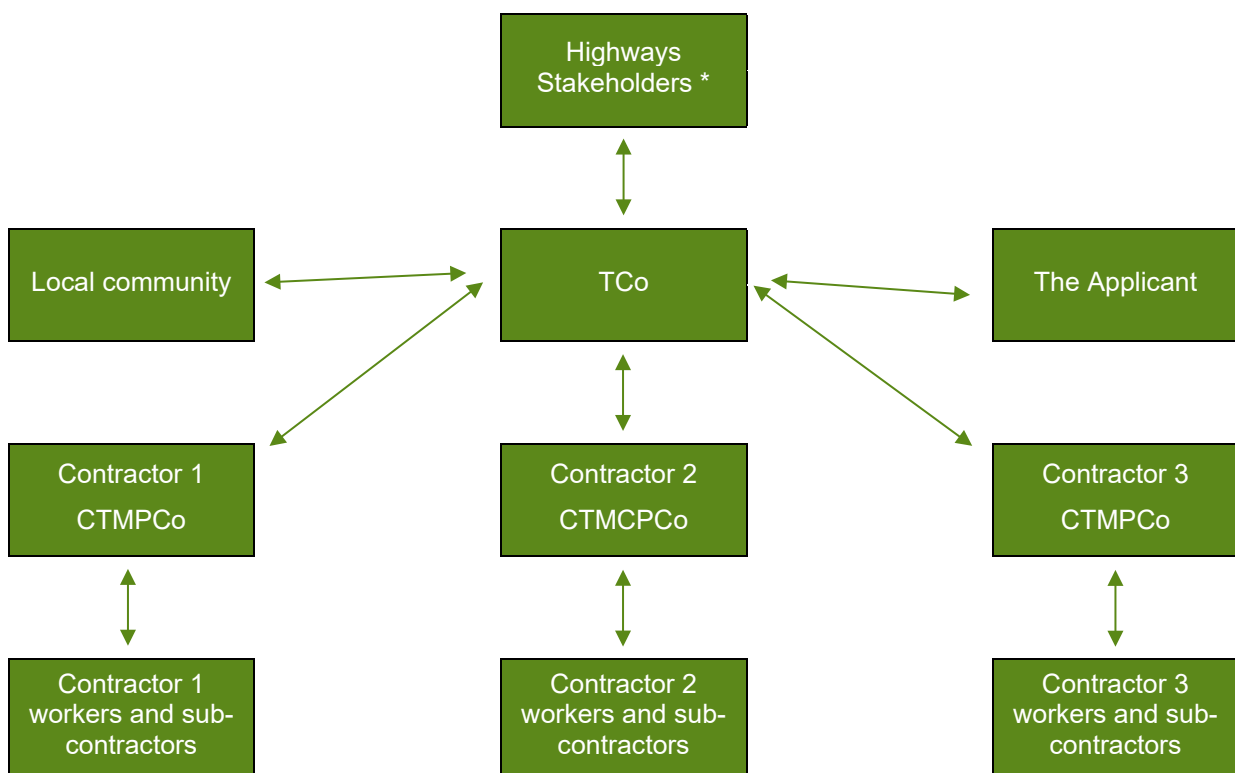 Highways
Stakeholders *
Local community
TCo
The Applicant
Contractor 1
CTMPCo
Contractor 2
CTMCPCo
Contractor 3
CTMPCo
Contractor 1
workers and sub-
contractors
Contractor 2
workers and sub-
contractors
Contractor 3
workers and sub-
contractors